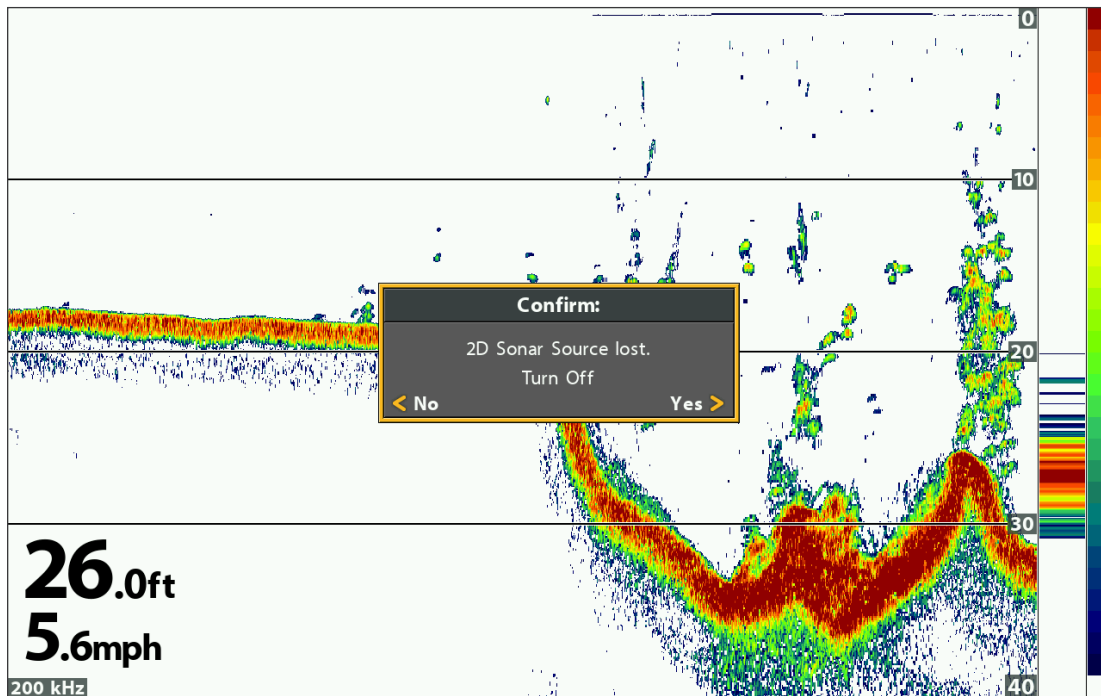 0
10
Confirm:
2D Sonar Source lost.
Turn Off
< No Yes >
20
30
26.0ft
5.6mph
200 kHz
40